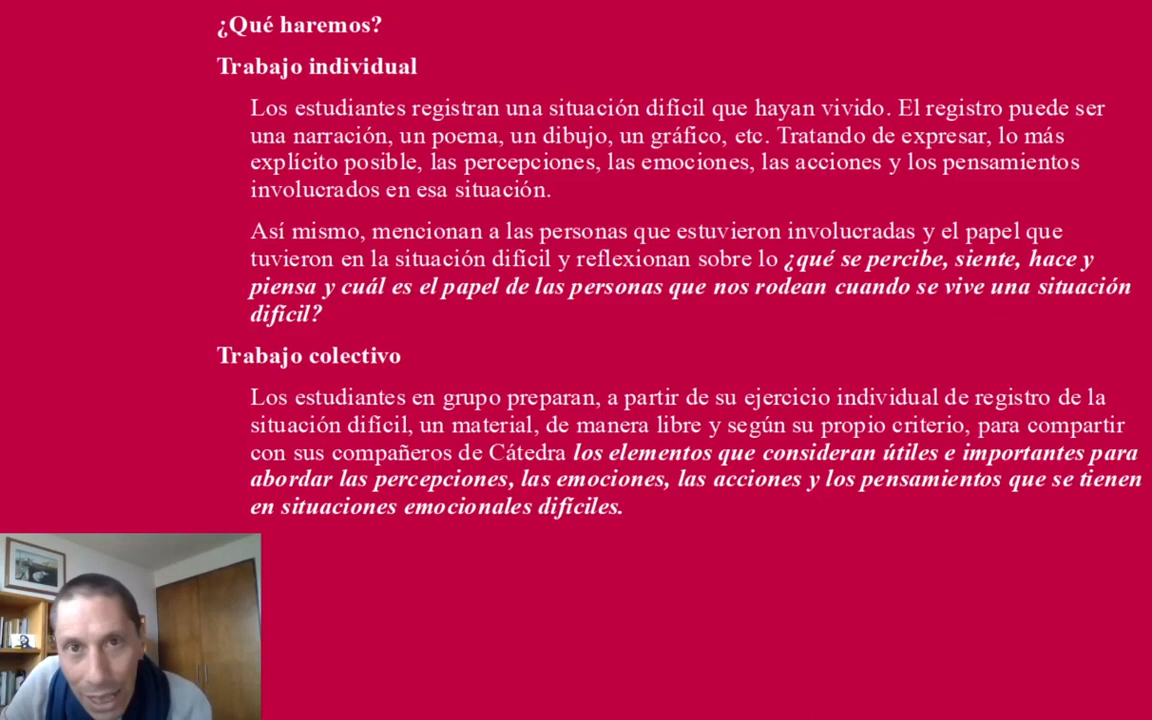 ¿Qué haremos?
Trabajo individual
Los estudiantes registran una situación difícil que hayan vivido. El registro puede ser
una narración, un poema, un dibujo, un gráfico, etc. Tratando de expresar, lo más
explícito posible, las percepciones, las emociones, las acciones y los pensamientos
involucrados en esa situación.
Así mismo, mencionan a las personas que estuvieron involucradas y el papel que
tuvieron en la situación difícil y reflexionan sobre lo ¿qué se percibe, siente, hace y
piensa y cuál es el papel de las personas que nos rodean cuando se vive una situación
difícil?
Trabajo colectivo
Los estudiantes en grupo preparan, a partir de su ejercicio individual de registro de la
situación difícil, un material, de manera libre y según su propio criterio, para compartir
con sus compañeros de Cátedra los elementos que consideran útiles e importantes para
abordar las percepciones, las emociones, las acciones y los pensamientos que se tienen
en situaciones emocionales difíciles.